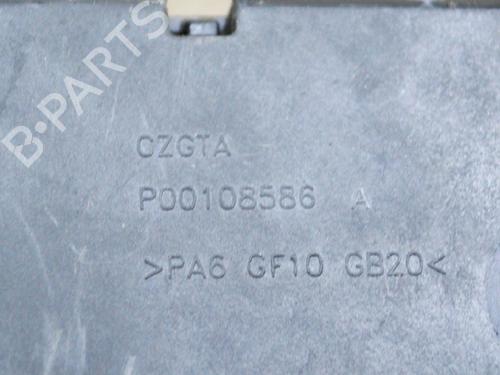 B-PARTS
CZGTA
P00108586 A
>PA6 GF10 GB20<